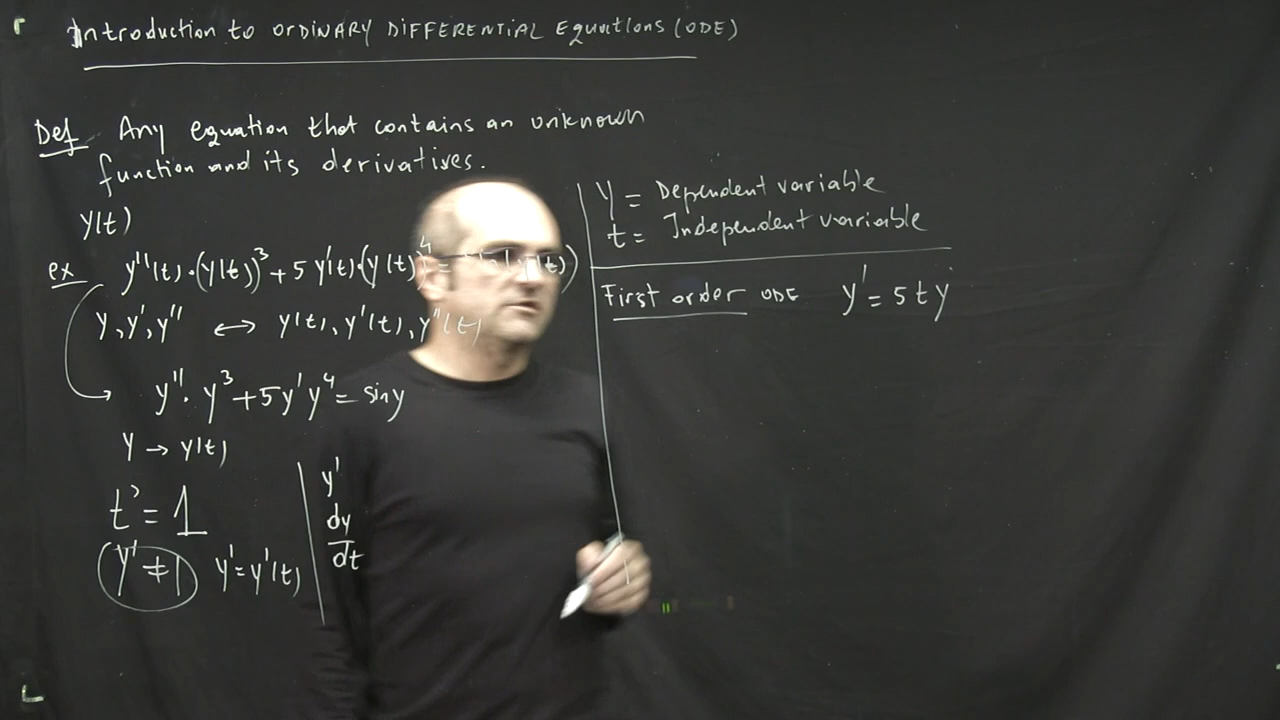 Introduction to ORDINARY DIFFERENTIAL Equations (ODE)
Def Any equation that contains an unknown
function and its derivatives.
y(t)
ex y''(t)·(y(t))³ + 5 y'(t)·(y(t))⁴ = y(t))
y, y', y'' ↔ y(t), y'(t), y''(t)
y''· y³ + 5y'y⁴ = sin y
y → y(t)
t' = 1
y' ≠ 1 y' = y'(t)
y'
dy
dt
y = Dependent variable
t = Independent variable
First order ODE y' = 5 t y